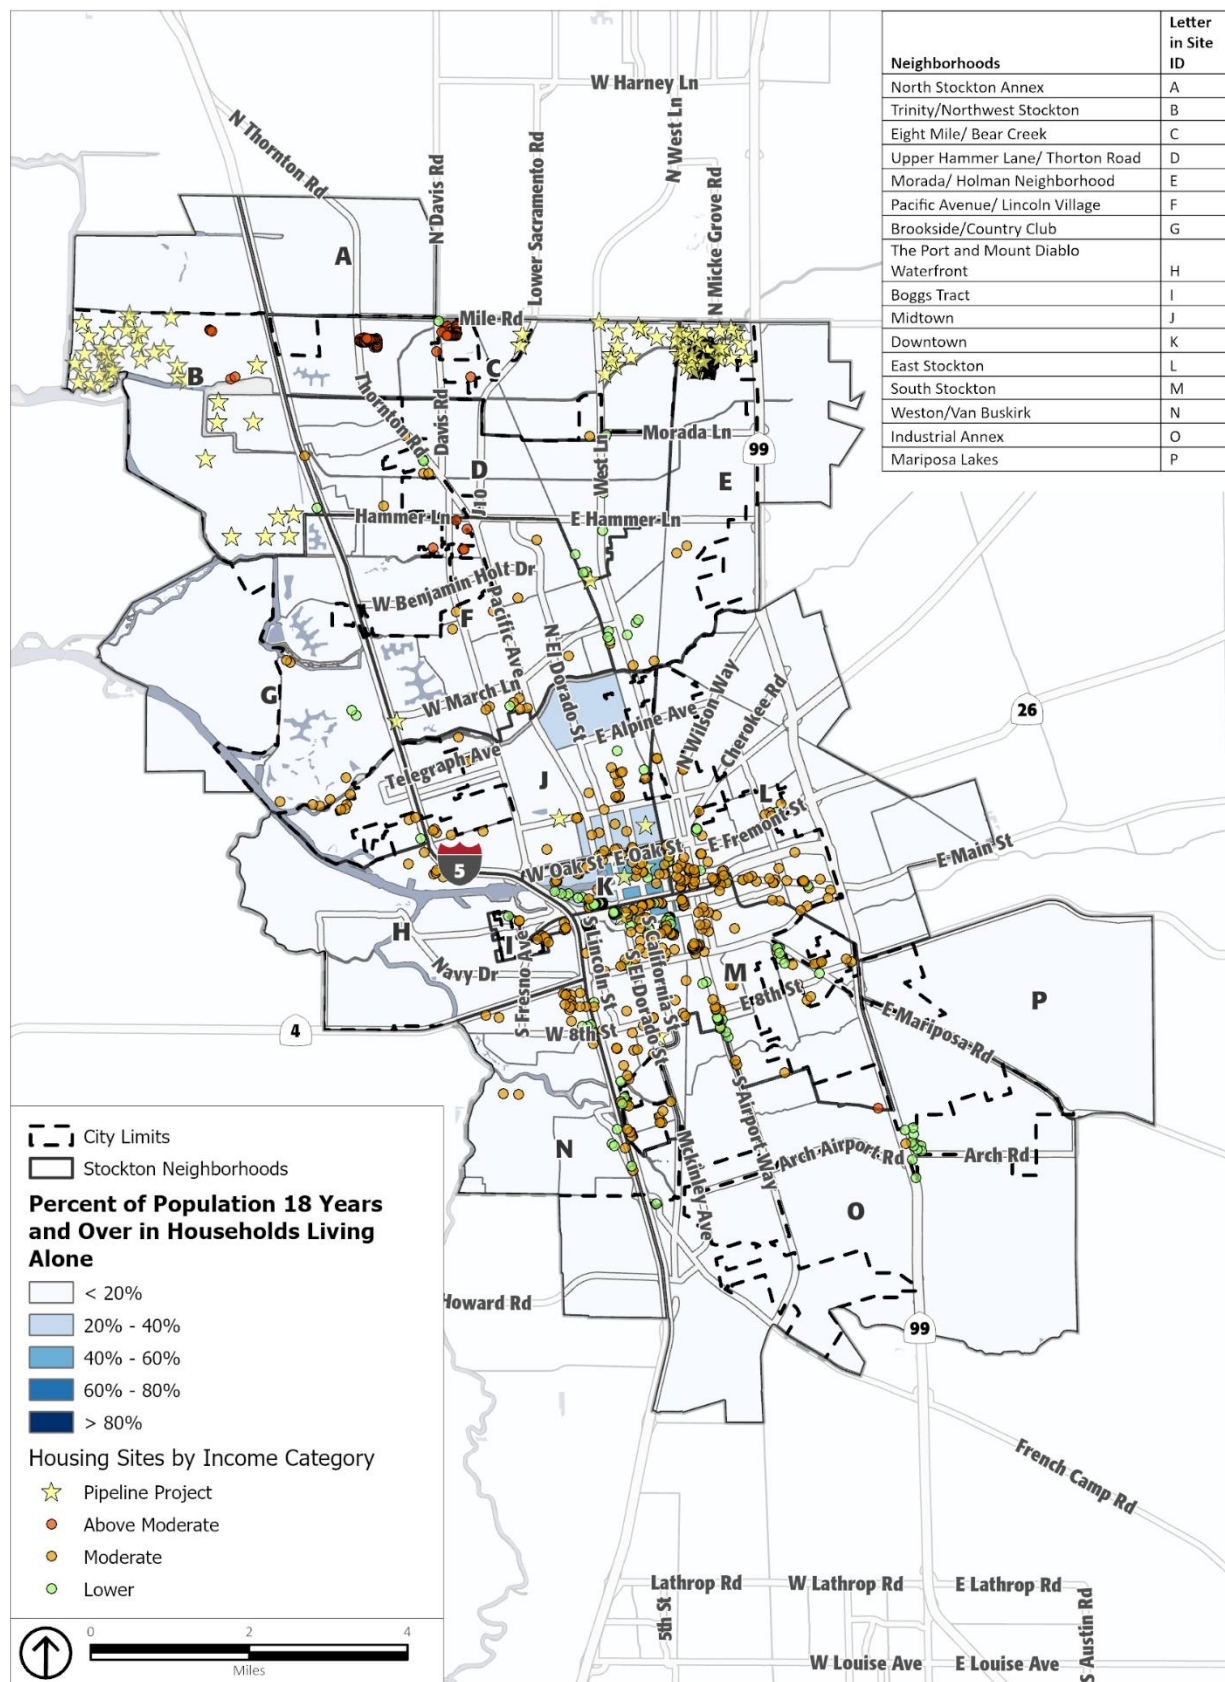 Neighborhoods Letter in Site ID
North Stockton Annex A
Trinity/Northwest Stockton B
Eight Mile/ Bear Creek C
Upper Hammer Lane/ Thorton Road D
Morada/ Holman Neighborhood E
Pacific Avenue/ Lincoln Village F
Brookside/Country Club G
The Port and Mount Diablo
Waterfront H
Boggs Tract I
Midtown J
Downtown K
East Stockton L
South Stockton M
Weston/Van Buskirk N
Industrial Annex O
Mariposa Lakes P
W Harney Ln
N Thornton Rd
N Davis Rd
Lower Sacramento Rd
N West Ln
N Micke Grove Rd
A
Mile Rd
B
C
Thornton Rd
Davis Rd
West Ln
Morada Ln
99
D
J10
E
Hammer Ln
E Hammer Ln
W Benjamin Holt Dr
F
Pacific Ave
N El Dorado St
G
W March Ln
N Wilson Way
Cherokee Rd
26
E Alpine Ave
Telegraph Ave
J
L
E Fremont St
E Main St
W Oak St
E Oak St
5
K
H
I
Navy Dr
S Fresno Ave
S Lincoln St
S El Dorado St
S California St
M
E 8th St
P
4
W 8th St
E Mariposa Rd
S Airport Way
N
Mckinley Ave
Arch Airport Rd
Arch Rd
O
Howard Rd
99
French Camp Rd
Lathrop Rd
W Lathrop Rd
E Lathrop Rd
5th St
S Austin Rd
W Louise Ave
E Louise Ave
City Limits
Stockton Neighborhoods
Percent of Population 18 Years
and Over in Households Living
Alone
< 20%
20% - 40%
40% - 60%
60% - 80%
> 80%
Housing Sites by Income Category
Pipeline Project
Above Moderate
Moderate
Lower
0 2 4
Miles